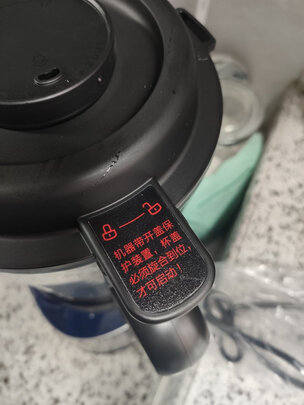 机器带开盖保
护装置，杯盖
必须旋合到位，
才可启动！